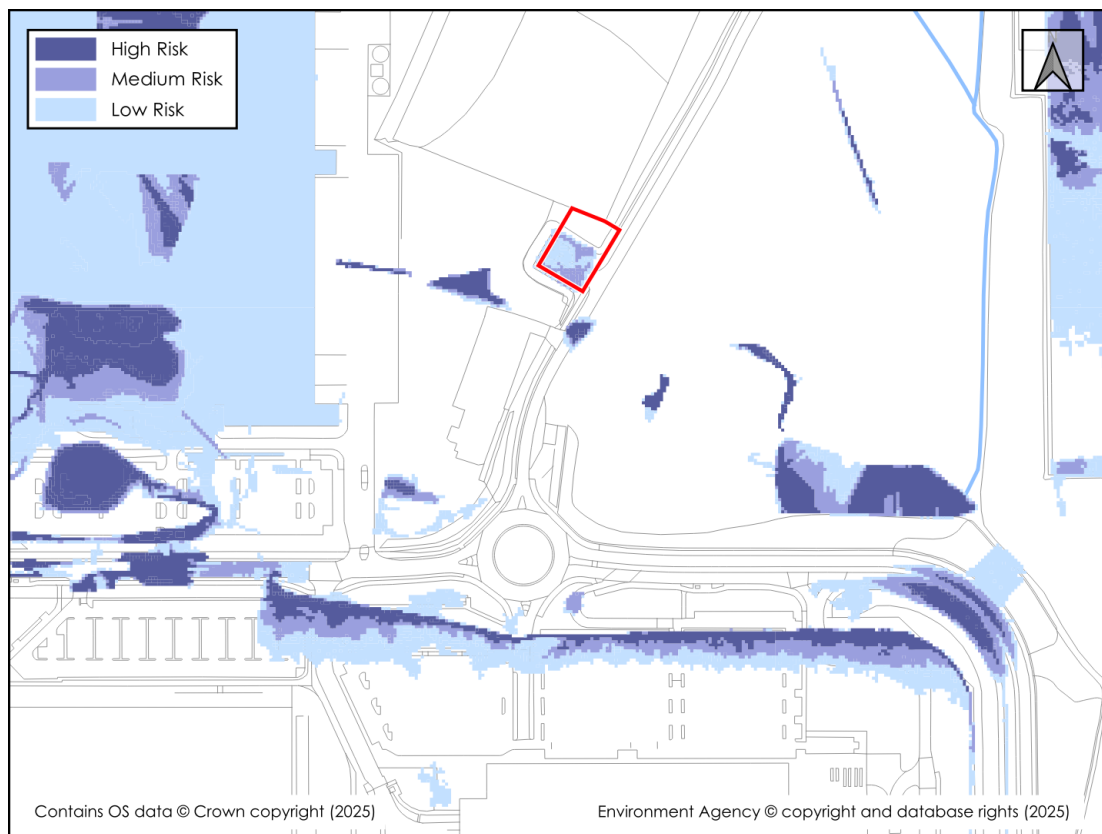 High Risk
Medium Risk
Low Risk
Contains OS data © Crown copyright (2025)
Environment Agency © copyright and database rights (2025)